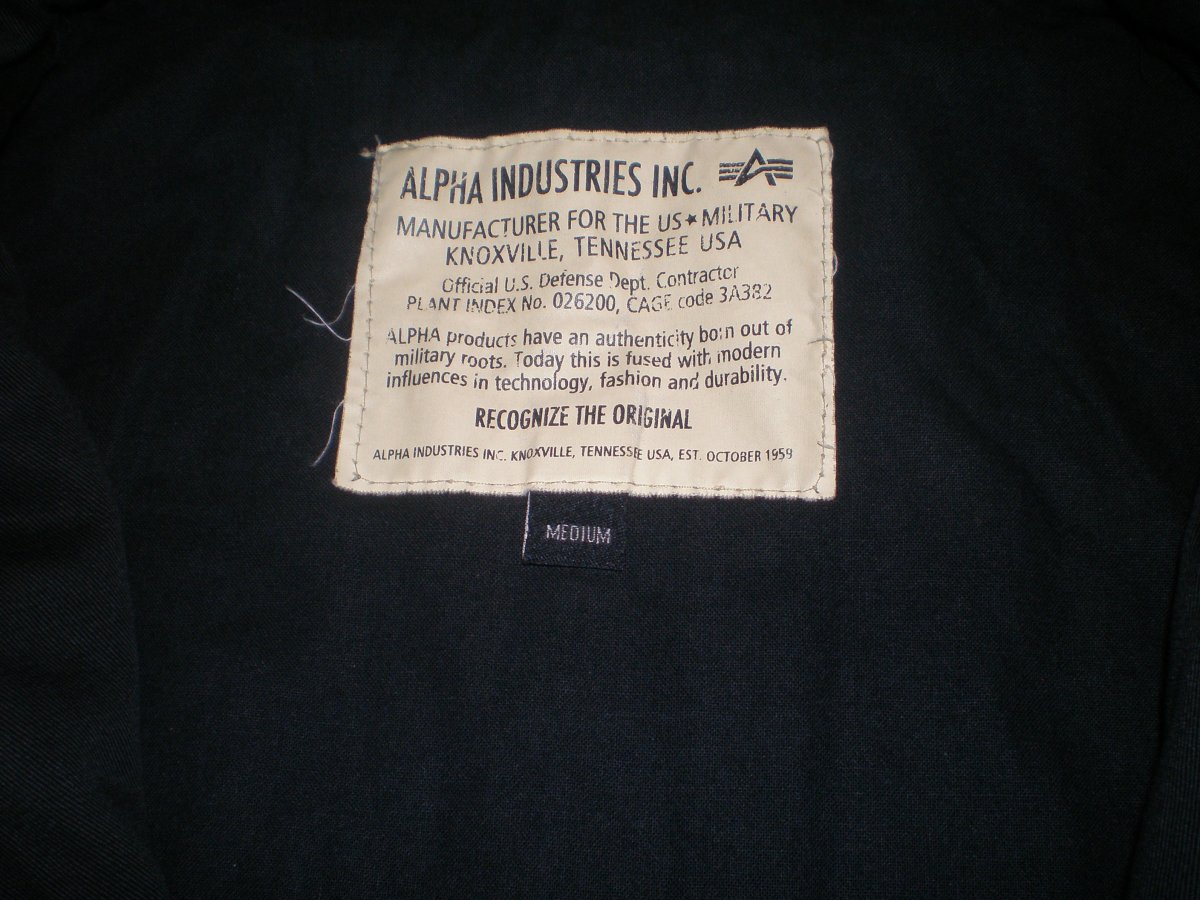 ALPHA INDUSTRIES INC.
MANUFACTURER FOR THE US★MILITARY
KNOXVILLE, TENNESSEE USA
Official U.S. Defense Dept. Contractor
PLANT INDEX No. 026200, CAGE code 3A382
ALPHA products have an authenticity born out of
military roots. Today this is fused with modern
influences in technology, fashion and durability.
RECOGNIZE THE ORIGINAL
ALPHA INDUSTRIES INC. KNOXVILLE, TENNESSEE USA, EST. OCTOBER 1959
MEDIUM